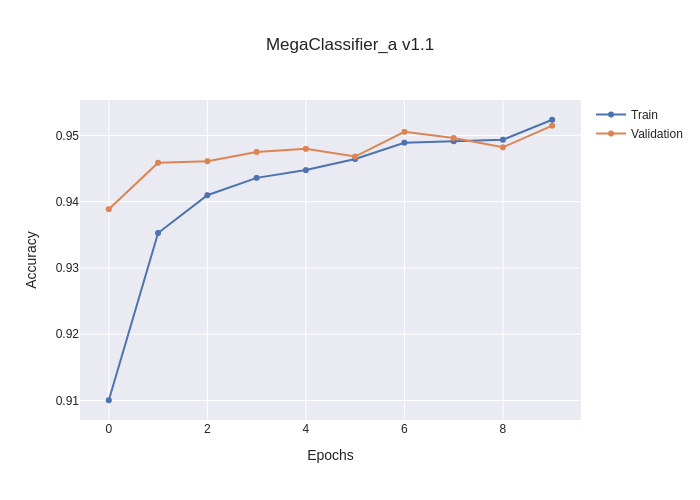 MegaClassifier_a v1.1
Train
Validation
0.95
0.94
0.93
0.92
0.91
Accuracy
0 2 4 6 8
Epochs